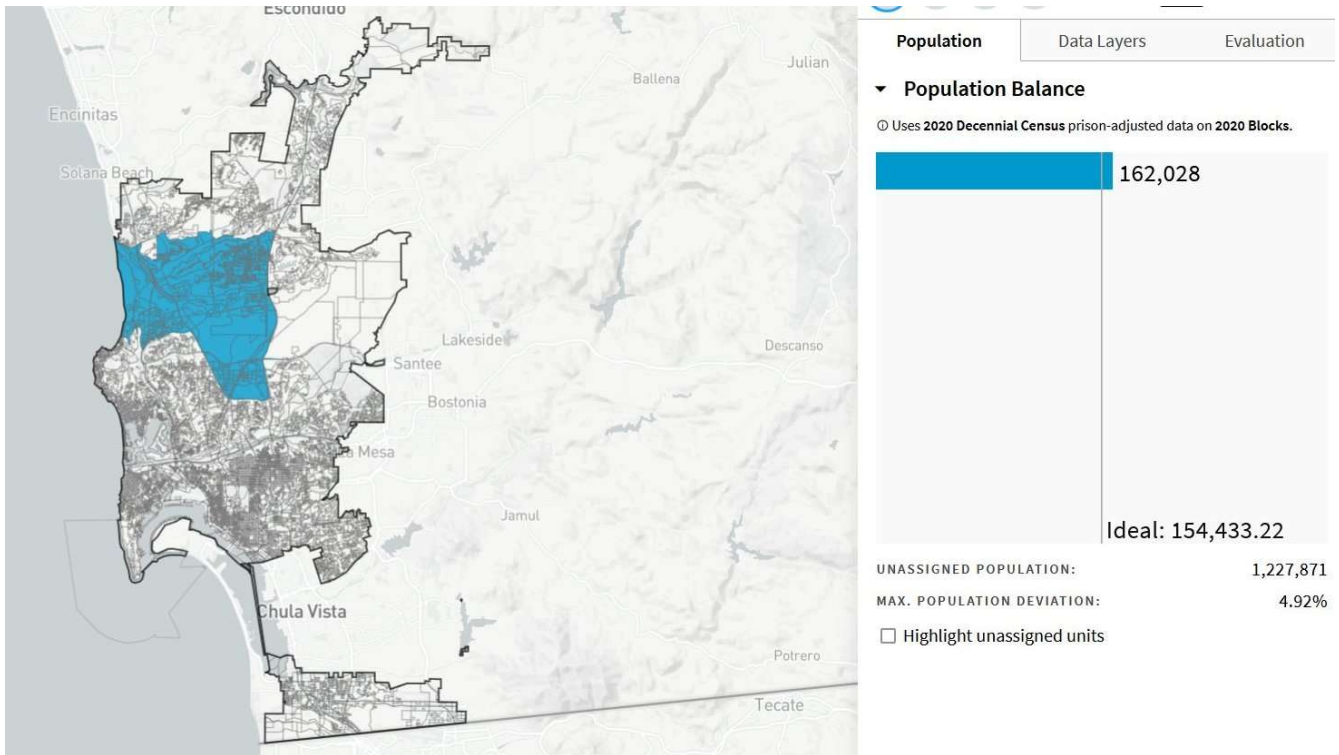 Escondido
Julian
Ballena
Encinitas
Solana Beach
Lakeside
Descanso
Santee
Bostonia
Mesa
Jamul
Chula Vista
Potrero
Tecate
Population
Data Layers
Evaluation
Population Balance
Uses 2020 Decennial Census prison-adjusted data on 2020 Blocks.
162,028
Ideal: 154,433.22
UNASSIGNED POPULATION: 1,227,871
MAX. POPULATION DEVIATION: 4.92%
Highlight unassigned units